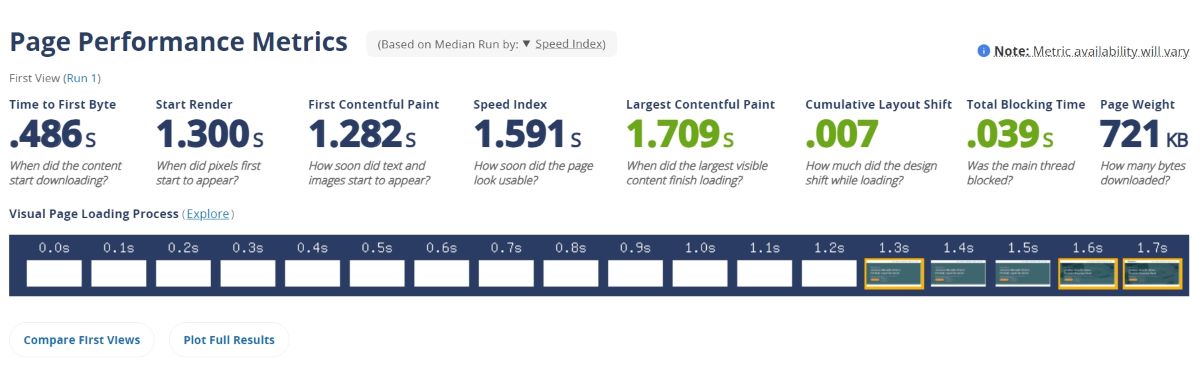 Page Performance Metrics (Based on Median Run by: ▼ Speed Index)
Note: Metric availability will vary
First View (Run 1)
Time to First Byte Start Render First Contentful Paint Speed Index Largest Contentful Paint Cumulative Layout Shift Total Blocking Time Page Weight
.486 S 1.300 S 1.282 S 1.591 S 1.709 S .007 .039 S 721 KB
When did the content When did pixels first How soon did text and How soon did the page When did the largest visible How much did the design Was the main thread How many bytes
start downloading? start to appear? images start to appear? look usable? content finish loading? shift while loading? blocked? downloaded?
Visual Page Loading Process (Explore)
0.0s 0.1s 0.2s 0.3s 0.4s 0.5s 0.6s 0.7s 0.8s 0.9s 1.0s 1.1s 1.2s 1.3s 1.4s 1.5s 1.6s 1.7s
Compare First Views Plot Full Results